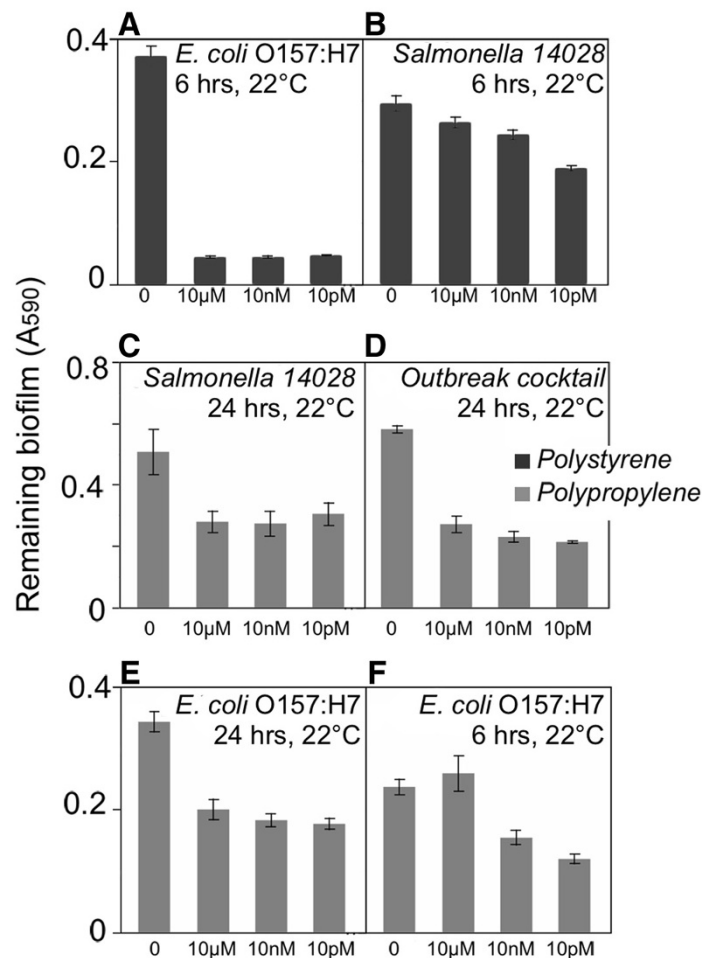 A
B
0.4
E. coli O157:H7
6 hrs, 22°C
Salmonella 14028
6 hrs, 22°C
0.2
0
0 10μM 10nM 10pM
0 10μM 10nM 10pM
Remaining biofilm (A590)
C
D
0.8
Salmonella 14028
24 hrs, 22°C
Outbreak cocktail
24 hrs, 22°C
Polystyrene
Polypropylene
0.4
0
0 10μM 10nM 10pM
0 10μM 10nM 10pM
E
F
0.4
E. coli O157:H7
24 hrs, 22°C
E. coli O157:H7
6 hrs, 22°C
0.2
0
0 10μM 10nM 10pM
0 10μM 10nM 10pM